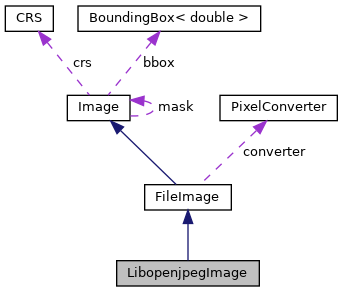 CRS
BoundingBox< double >
crs
bbox
Image
mask
PixelConverter
converter
FileImage
LibopenjpegImage